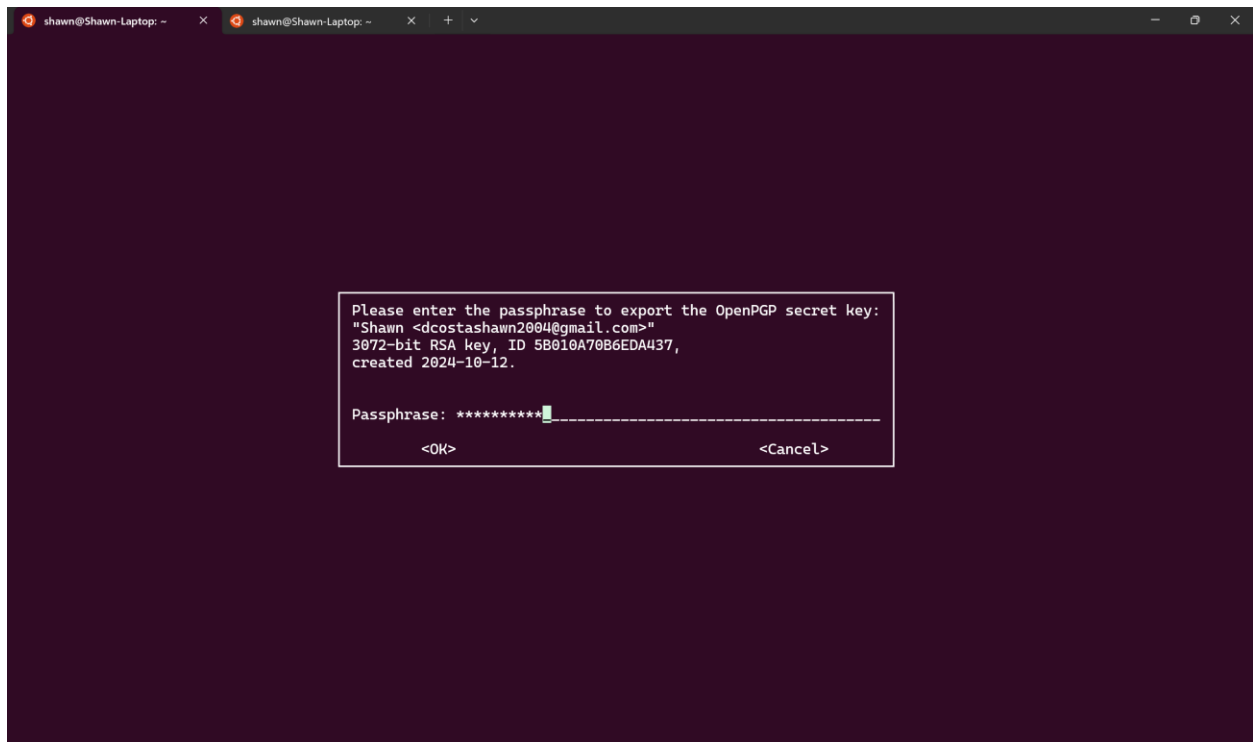 shawn@Shawn-Laptop: ~
shawn@Shawn-Laptop: ~
Please enter the passphrase to export the OpenPGP secret key:
"Shawn <dcostashawn2004@gmail.com>"
3072-bit RSA key, ID 5B010A70B6EDA437,
created 2024-10-12.
Passphrase: **********_______________________________________
<OK> <Cancel>